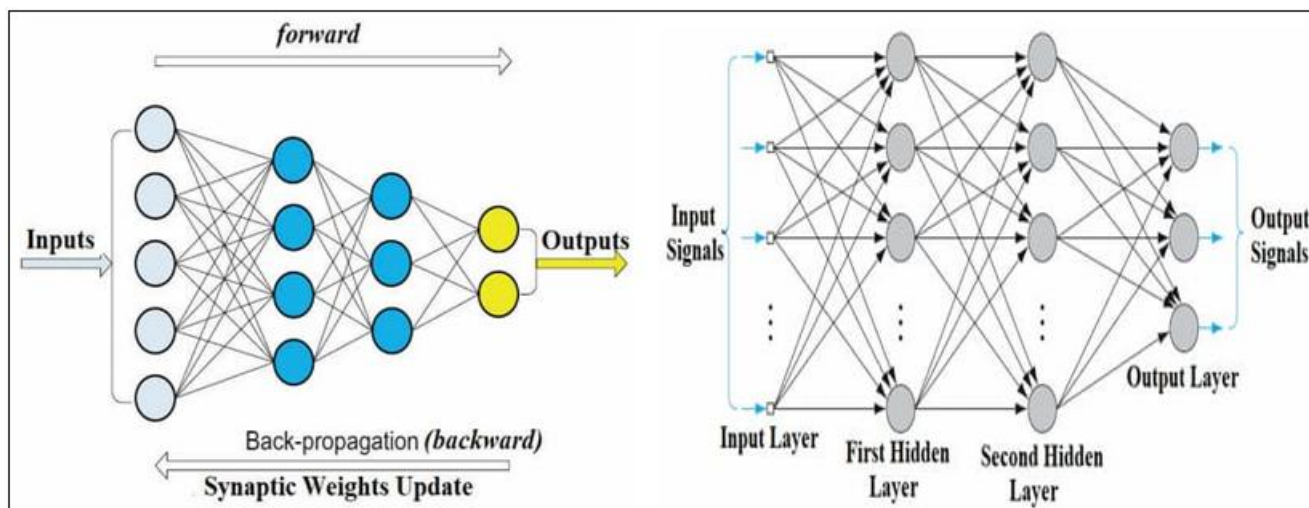 forward
Inputs
Outputs
Back-propagation (backward)
Synaptic Weights Update
Input
Signals
Output
Signals
Output Layer
Input Layer
First Hidden
Layer
Second Hidden
Layer